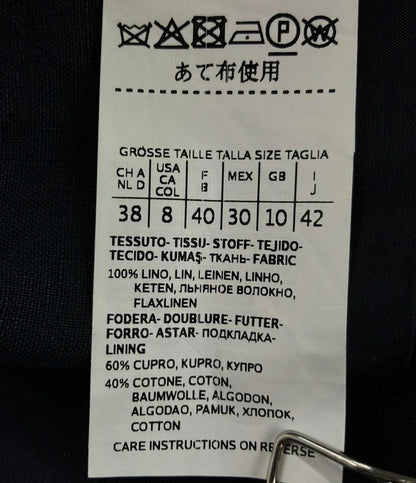 P W
あて布使用
GRÖSSE TAILLE TALLA SIZE TAGLIA
CH A NL D | USA CA COL | F B | MEX | GB | I J
38 | 8 | 40 | 30 | 10 | 42
TESSUTO- TISSU- STOFF- TEJIDO-
TECIDO- KUMAŞ- ТКАНЬ- FABRIC
100% LINO, LIN, LEINEN, LINHO,
KETEN, ЛЬНЯНОЕ ВОЛОКНО,
FLAXLINEN
FODERA- DOUBLURE- FUTTER-
FORRO- ASTAR- ПОДКЛАДКА-
LINING
60% CUPRO, KUPRO, КУПРО
40% COTONE, COTON,
BAUMWOLLE, ALGODON,
ALGODAO, PAMUK, ХЛОПОК,
COTTON
CARE INSTRUCTIONS ON REVERSE